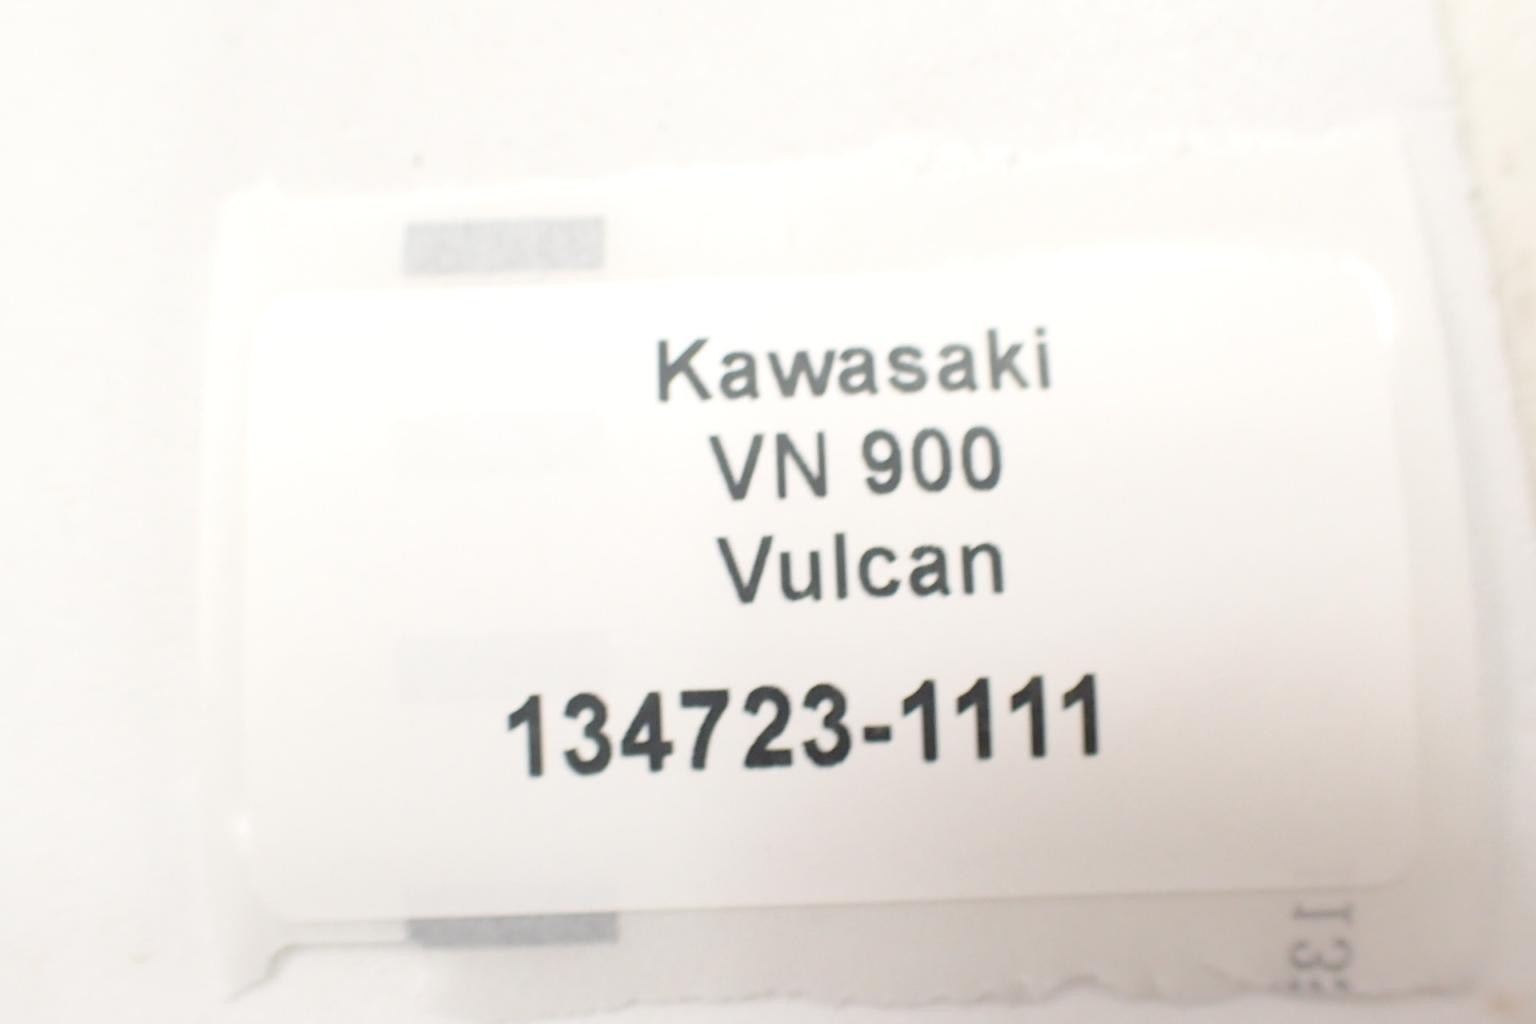 Kawasaki
VN 900
Vulcan
134723-1111